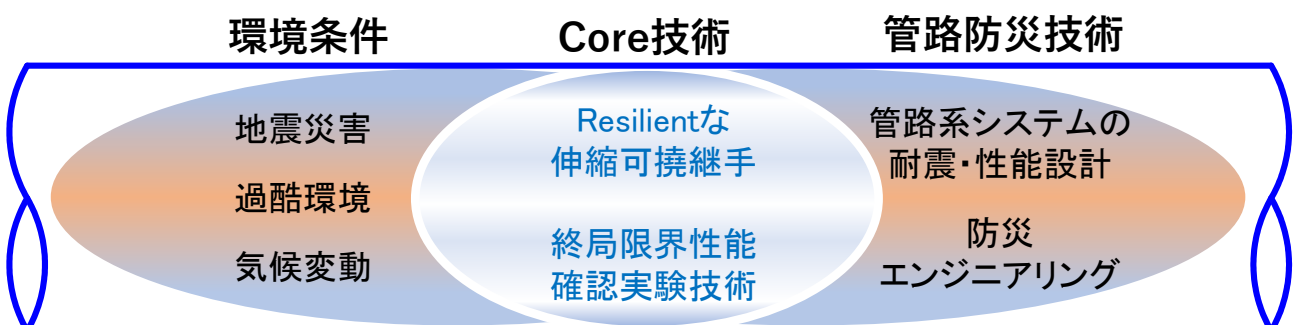 環境条件
地震災害
過酷環境
気候変動
Core技術
Resilientな
伸縮可撓継手
終局限界性能
確認実験技術
管路防災技術
管路系システムの
耐震・性能設計
防災
エンジニアリング